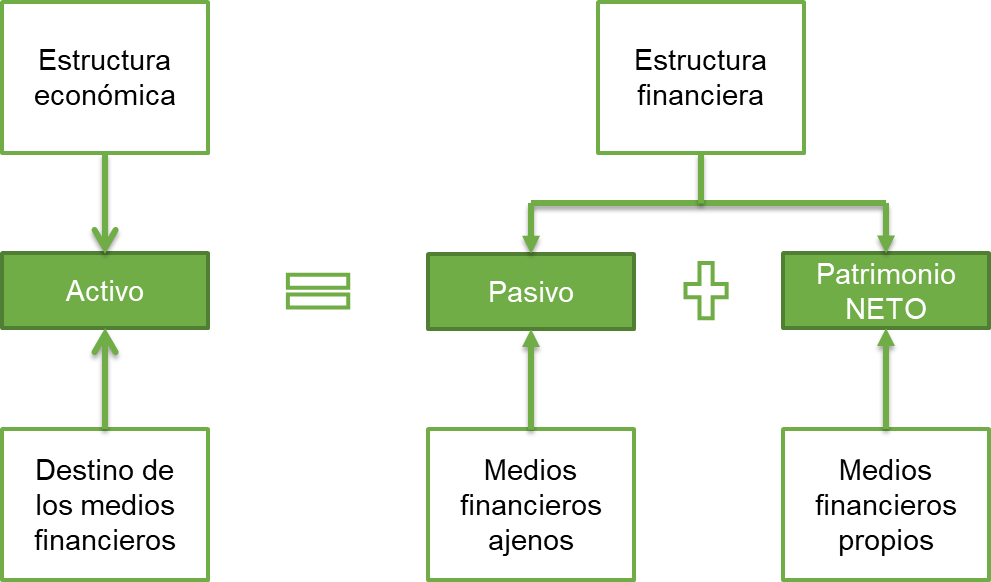 Estructura
económica
Estructura
financiera
Activo
Pasivo
Patrimonio
NETO
Destino de
los medios
financieros
Medios
financieros
ajenos
Medios
financieros
propios